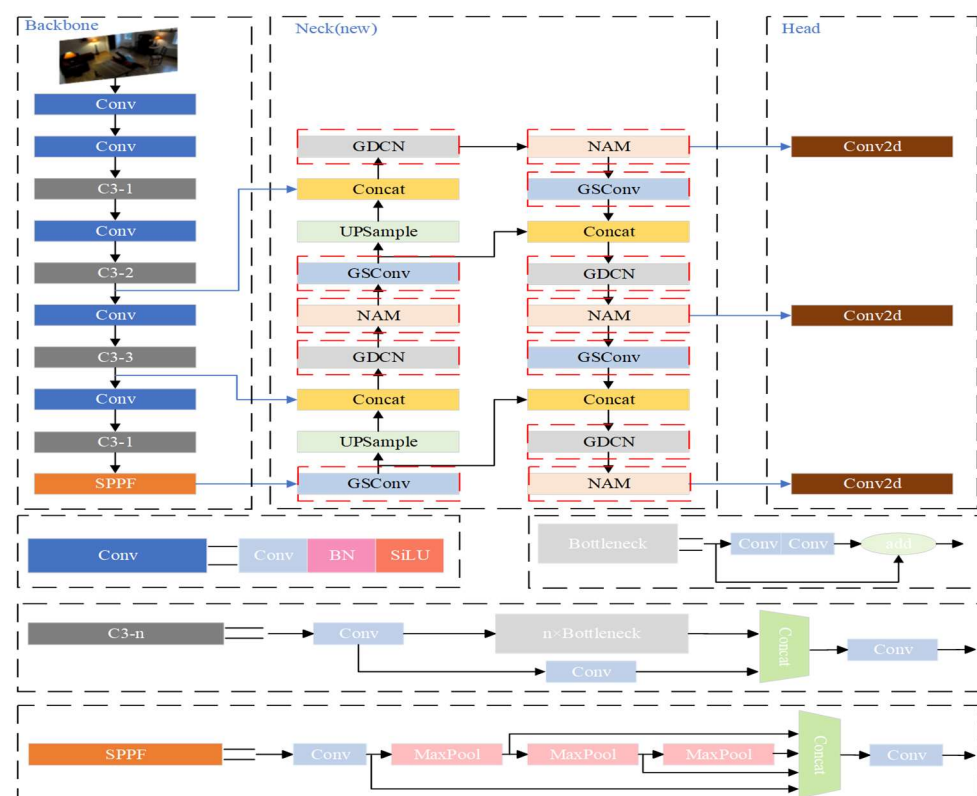 Backbone
Neck(new)
Head
Conv
Conv
C3-1
Conv
C3-2
Conv
C3-3
Conv
C3-1
SPPF
GDCN
Concat
UPSample
GSConv
NAM
GDCN
Concat
UPSample
GSConv
NAM
GSConv
Concat
GDCN
NAM
GSConv
Concat
GDCN
NAM
Conv2d
Conv2d
Conv2d
Conv
Conv
BN
SiLU
Bottleneck
Conv
Conv
add
C3-n
Conv
n×Bottleneck
Conv
Concat
Conv
SPPF
Conv
MaxPool
MaxPool
MaxPool
Concat
Conv